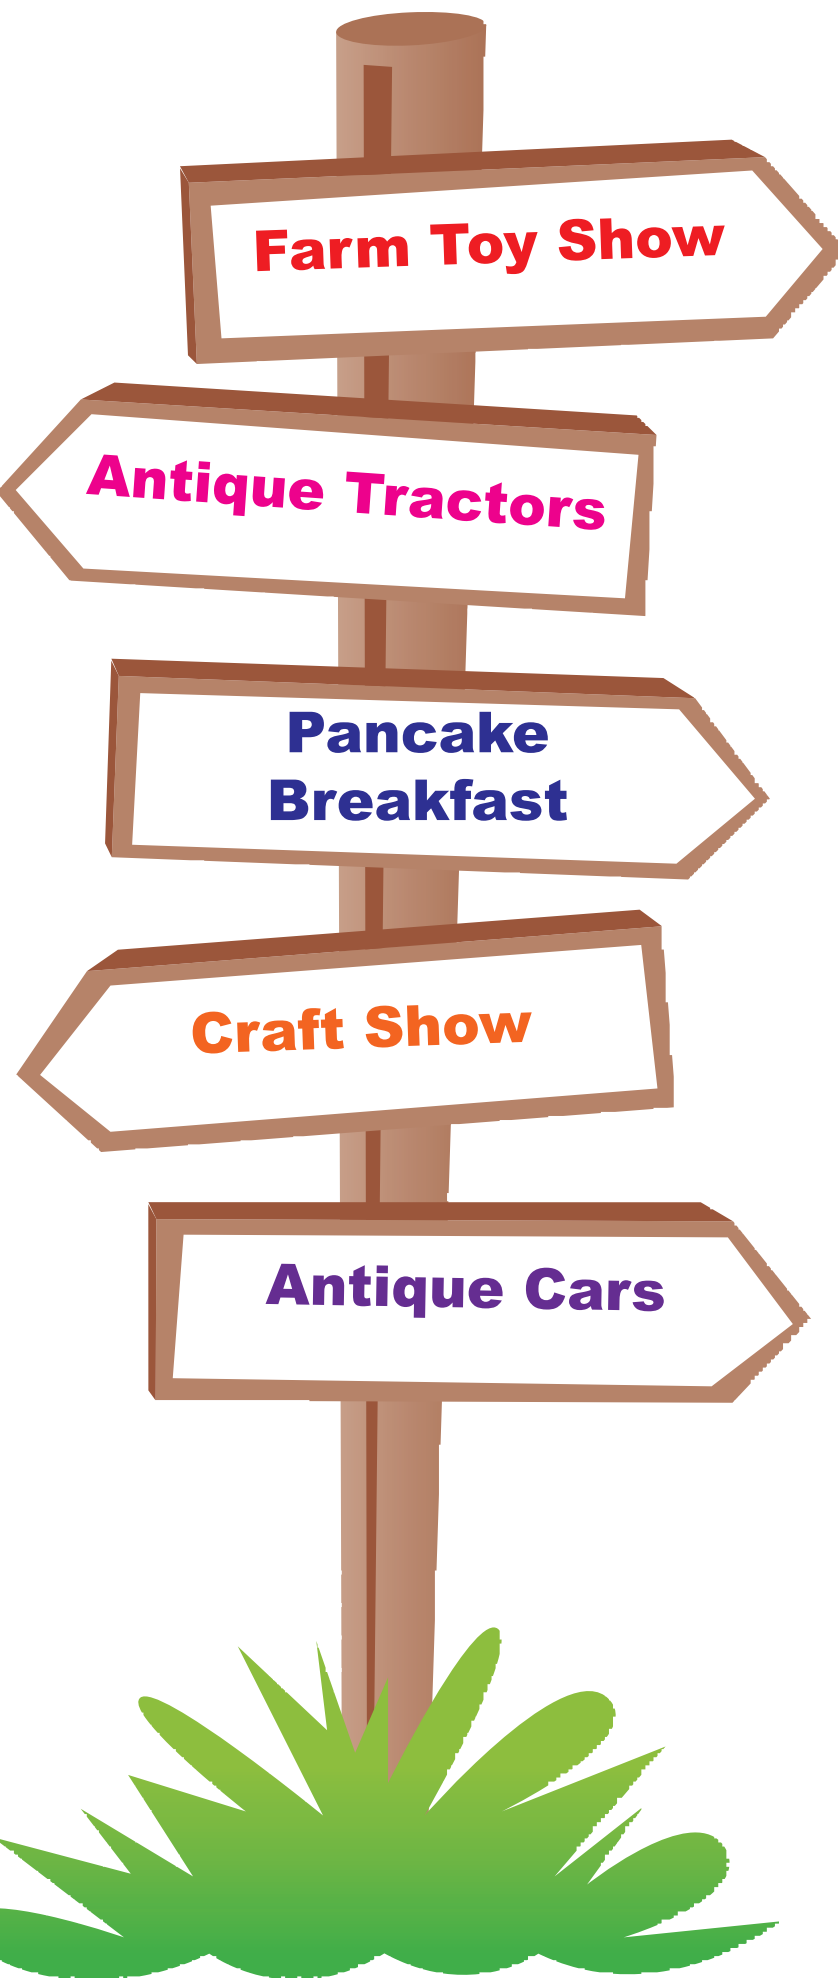 Farm Toy Show
Antique Tractors
Pancake
Breakfast
Craft Show
Antique Cars